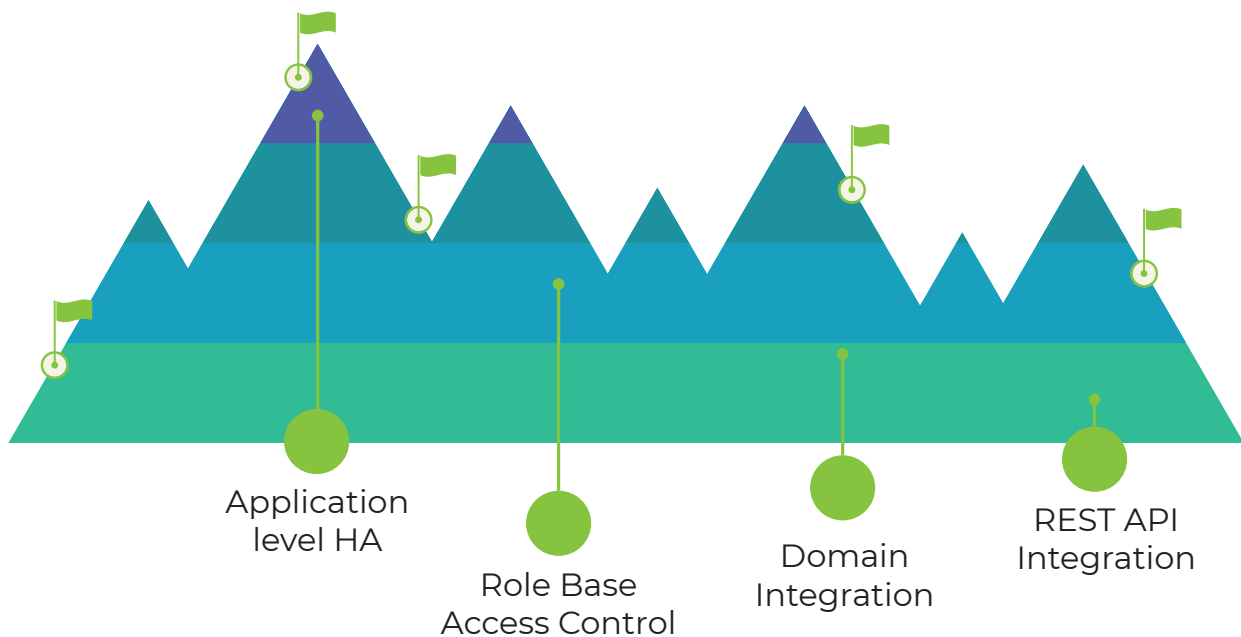 Application
level HA
Role Base
Access Control
Domain
Integration
REST API
Integration